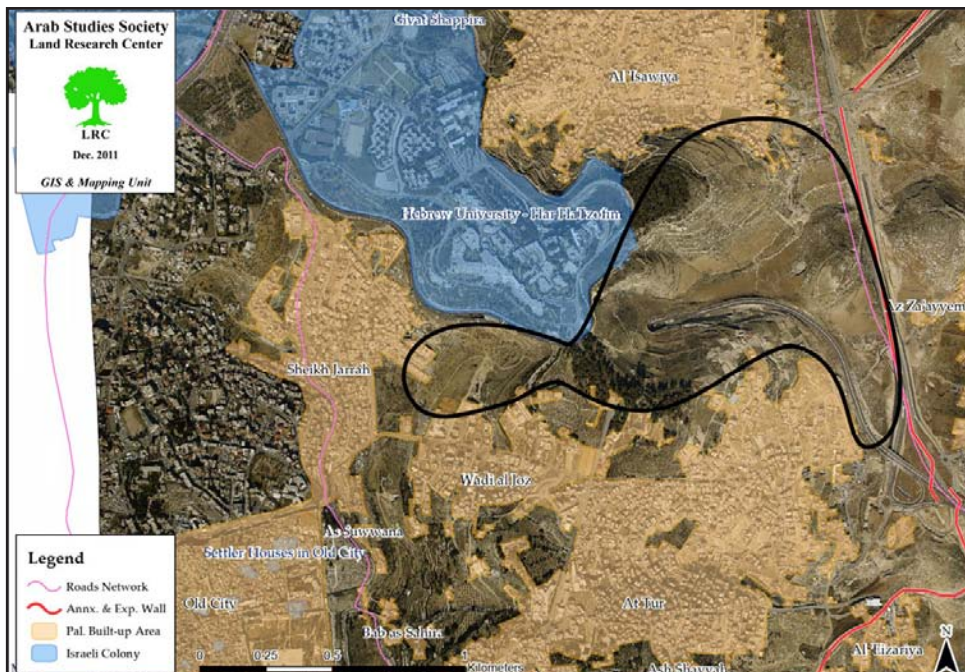 Arab Studies Society
Land Research Center
LRC
Dec. 2011
GIS & Mapping Unit
Givat Shappira
Al 'Isawiya
Hebrew University - Har HaTzofim
Az Za'ayyem
Sheikh Jarrah
Wadi al Joz
As Suwwana
Settler Houses in Old City
Old City
At Tur
Bab as Sahira
Al 'Eizariya
Ash Shayyah
0 0.25 0.5 1
Kilometers
N
Legend
Roads Network
Annx. & Exp. Wall
Pal. Built-up Area
Israeli Colony